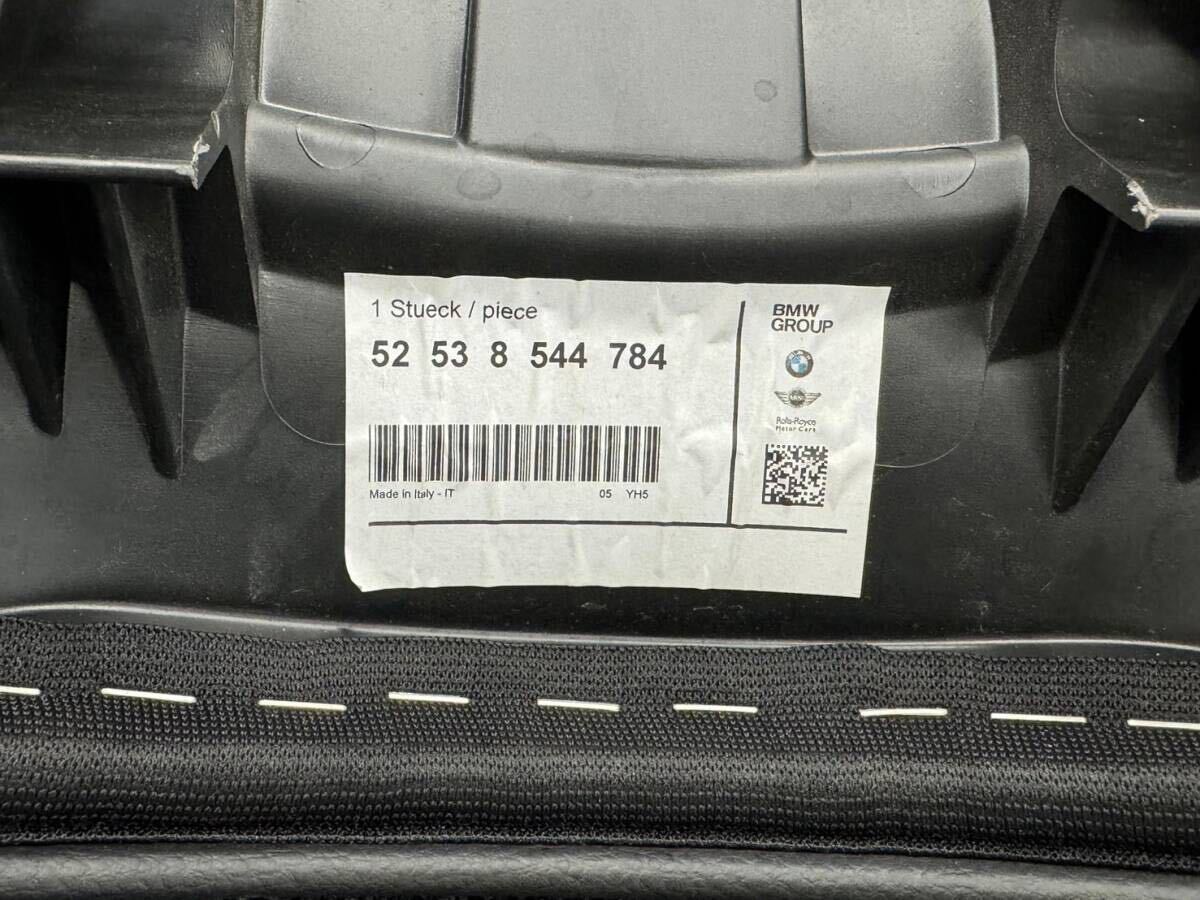 1 Stueck / piece
52 53 8 544 784
Made in Italy - IT
05 YH5
BMW
GROUP
Rolls-Royce
Motor Cars